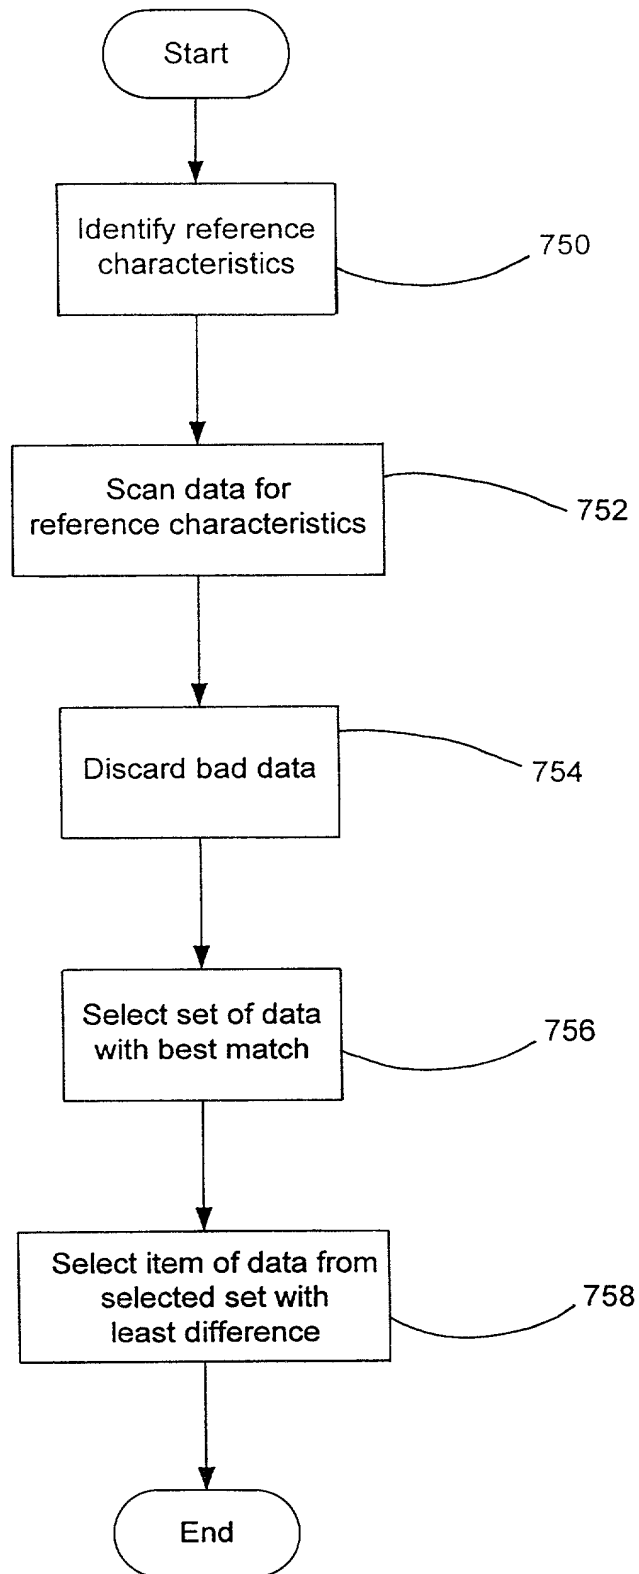 Start
Identify reference
characteristics
750
Scan data for
reference characteristics
752
Discard bad data
754
Select set of data
with best match
756
Select item of data from
selected set with
least difference
758
End